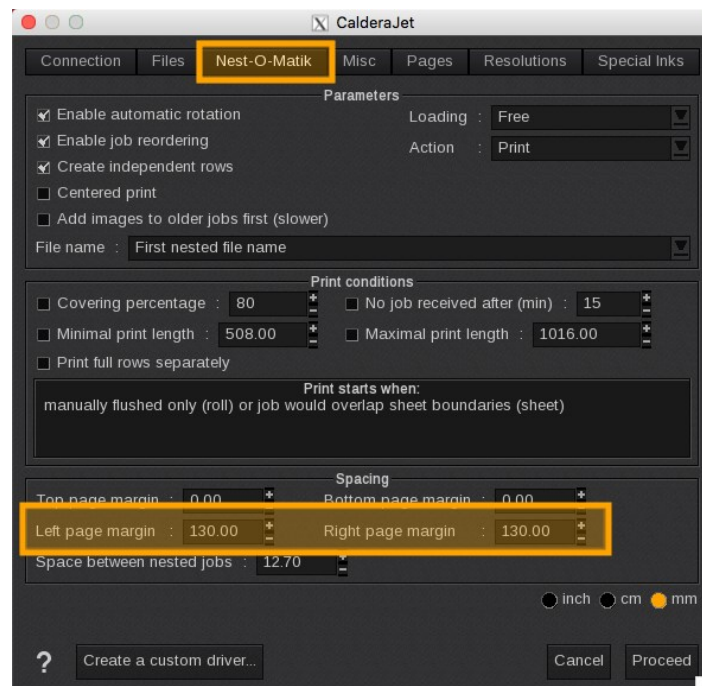 CalderaJet
Connection Files Nest-O-Matik Misc Pages Resolutions Special Inks
Parameters
Enable automatic rotation Loading : Free
Enable job reordering Action : Print
Create independent rows
Centered print
Add images to older jobs first (slower)
File name : First nested file name
Print conditions
Covering percentage : 80 No job received after (min) : 15
Minimal print length : 508.00 Maximal print length : 1016.00
Print full rows separately
Print starts when:
manually flushed only (roll) or job would overlap sheet boundaries (sheet)
Spacing
Top page margin : 0.00 Bottom page margin : 0.00
Left page margin : 130.00 Right page margin : 130.00
Space between nested jobs : 12.70
inch cm mm
? Create a custom driver... Cancel Proceed